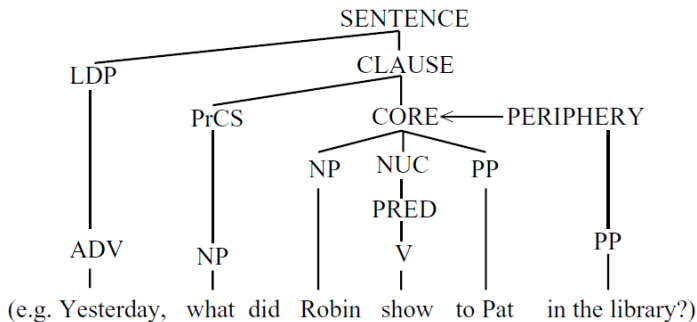 SENTENCE
LDP CLAUSE
PrCS CORE PERIPHERY
NP NUC PP
PRED
ADV NP V PP
(e.g. Yesterday, what did Robin show to Pat in the library?)